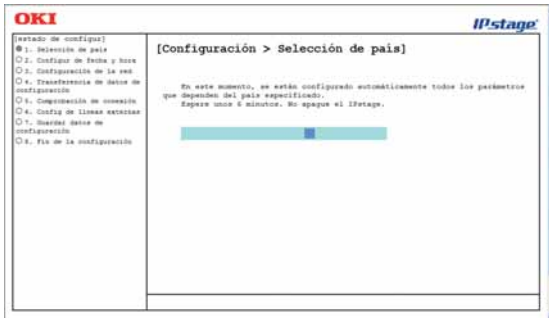 OKI
IPstage
[estado de configur]
1. Selección de país
2. Configur de fecha y hora
3. Configuración de la red
4. Transferencia de datos de
configuración
5. Comprobación de conexión
6. Config de líneas externas
7. Guardar datos de
configuración
8. Fin de la configuración
[Configuración > Selección de país]
En este momento, se están configurado automáticamente todos los parámetros
que dependen del país especificado.
Espere unos 6 minutos. No apague el IPstage.